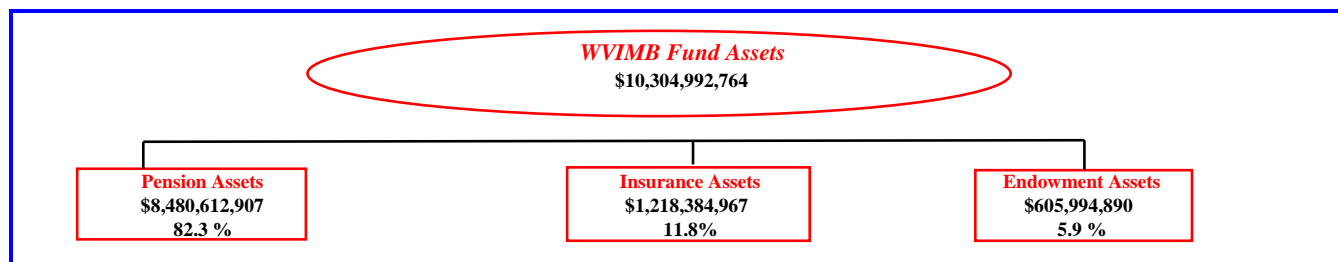 WVIMB Fund Assets
$10,304,992,764
Pension Assets
$8,480,612,907
82.3 %
Insurance Assets
$1,218,384,967
11.8%
Endowment Assets
$605,994,890
5.9 %